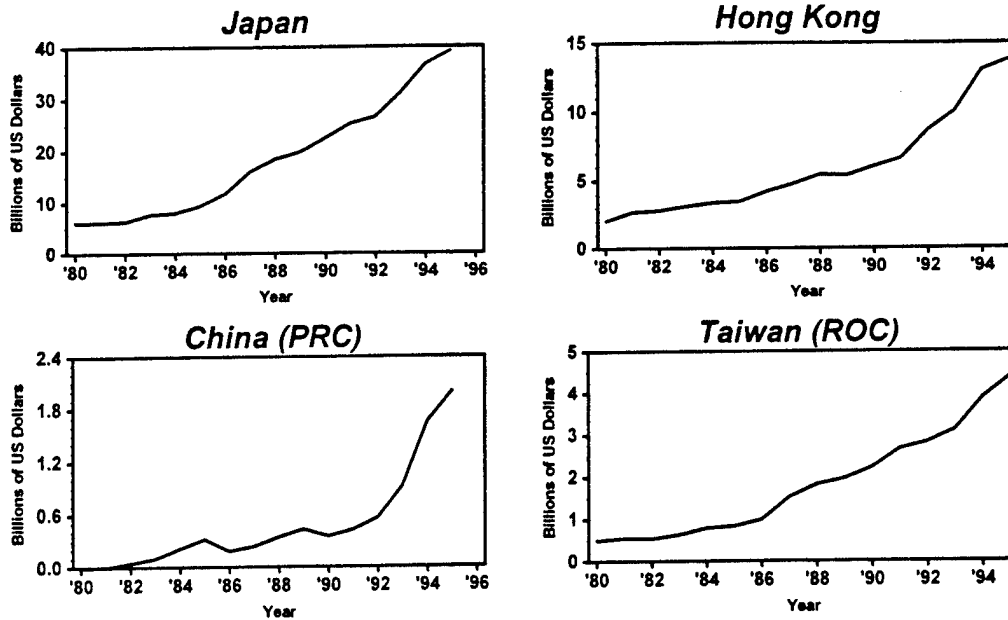 Japan
Billions of US Dollars
40
30
20
10
0
'80 '82 '84 '86 '88 '90 '92 '94 '96
Year
Hong Kong
Billions of US Dollars
15
10
5
0
'80 '82 '84 '86 '88 '90 '92 '94
Year
China (PRC)
Billions of US Dollars
2.4
1.8
1.2
0.6
0.0
'80 '82 '84 '86 '88 '90 '92 '94 '96
Year
Taiwan (ROC)
Billions of US Dollars
5
4
3
2
1
0
'80 '82 '84 '86 '88 '90 '92 '94
Year